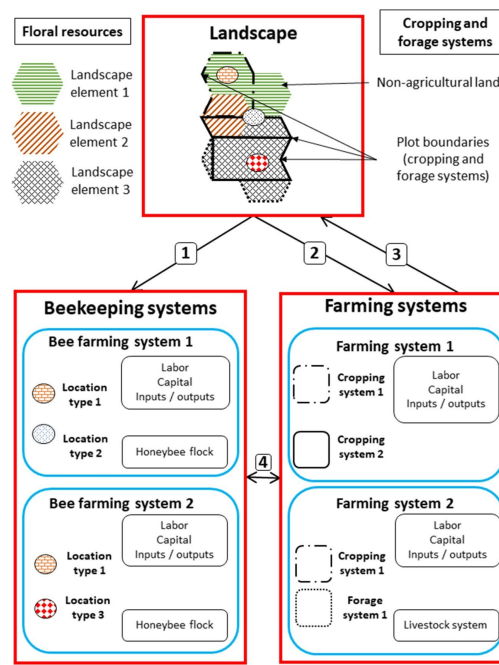 Floral resources
Landscape
element 1
Landscape
element 2
Landscape
element 3
Landscape
Cropping and
forage systems
Non-agricultural land
Plot boundaries
(cropping and
forage systems)
1
2
3
Beekeeping systems
Bee farming system 1
Labor
Capital
Inputs / outputs
Location
type 1
Location
type 2
Honeybee flock
Bee farming system 2
Labor
Capital
Inputs / outputs
Location
type 1
Location
type 3
Honeybee flock
4
Farming systems
Farming system 1
Labor
Capital
Inputs / outputs
Cropping
system 1
Cropping
system 2
Farming system 2
Labor
Capital
Inputs / outputs
Cropping
system 1
Forage
system 1
Livestock system